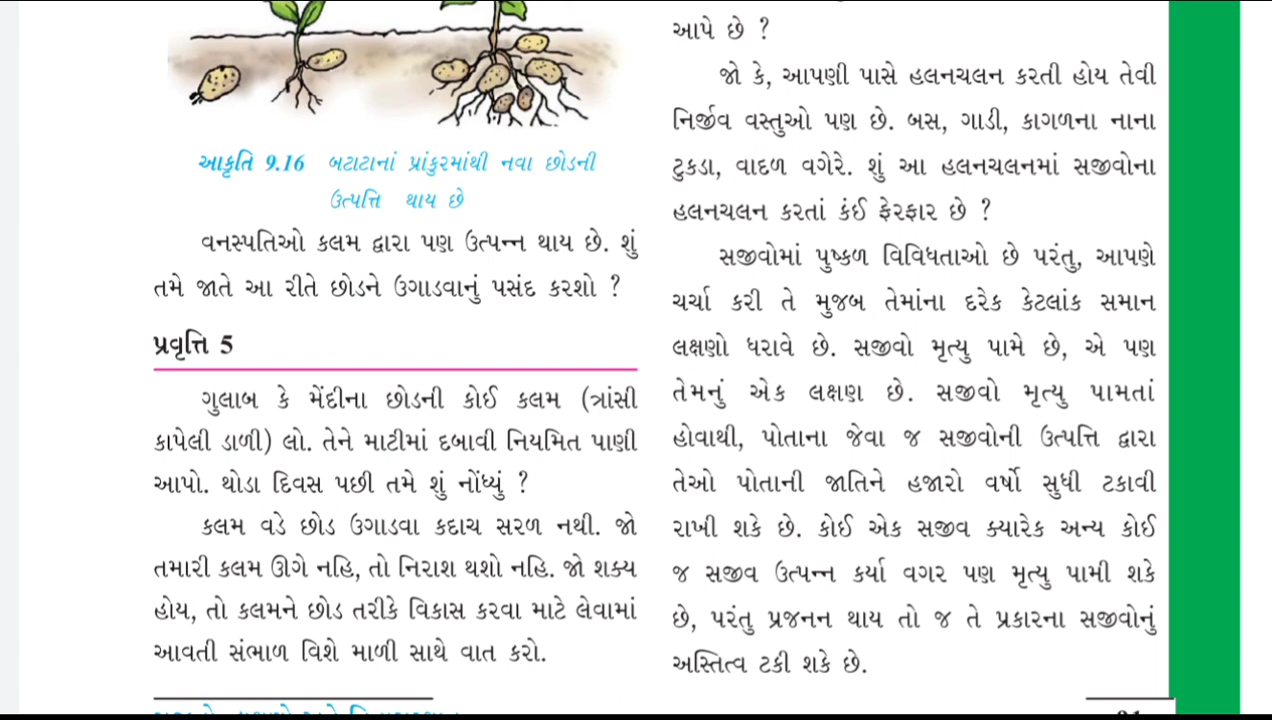 આકૃતિ 9.16 બટાટાનાં પ્રાંકુરમાંથી નવા છોડની
ઉત્પત્તિ થાય છે
વનસ્પતિઓ કલમ દ્વારા પણ ઉત્પન્ન થાય છે. શું
તમે જાતે આ રીતે છોડને ઉગાડવાનું પસંદ કરશો ?
પ્રવૃત્તિ 5
ગુલાબ કે મેંદીના છોડની કોઈ કલમ (ત્રાંસી
કાપેલી ડાળી) લો. તેને માટીમાં દબાવી નિયમિત પાણી
આપો. થોડા દિવસ પછી તમે શું નોંધ્યું ?
કલમ વડે છોડ ઉગાડવા કદાચ સરળ નથી. જો
તમારી કલમ ઊગે નહિ, તો નિરાશ થશો નહિ. જો શક્ય
હોય, તો કલમને છોડ તરીકે વિકાસ કરવા માટે લેવામાં
આવતી સંભાળ વિશે માળી સાથે વાત કરો.
આપે છે ?
જો કે, આપણી પાસે હલનચલન કરતી હોય તેવી
નિર્જીવ વસ્તુઓ પણ છે. બસ, ગાડી, કાગળના નાના
ટુકડા, વાદળ વગેરે. શું આ હલનચલનમાં સજીવોના
હલનચલન કરતાં કંઈ ફેરફાર છે ?
સજીવોમાં પુષ્કળ વિવિધતાઓ છે પરંતુ, આપણે
ચર્ચા કરી તે મુજબ તેમાંના દરેક કેટલાંક સમાન
લક્ષણો ધરાવે છે. સજીવો મૃત્યુ પામે છે, એ પણ
તેમનું એક લક્ષણ છે. સજીવો મૃત્યુ પામતાં
હોવાથી, પોતાના જેવા જ સજીવોની ઉત્પત્તિ દ્વારા
તેઓ પોતાની જાતિને હજારો વર્ષો સુધી ટકાવી
રાખી શકે છે. કોઈ એક સજીવ ક્યારેક અન્ય કોઈ
જ સજીવ ઉત્પન્ન કર્યા વગર પણ મૃત્યુ પામી શકે
છે, પરંતુ પ્રજનન થાય તો જ તે પ્રકારના સજીવોનું
અસ્તિત્વ ટકી શકે છે.